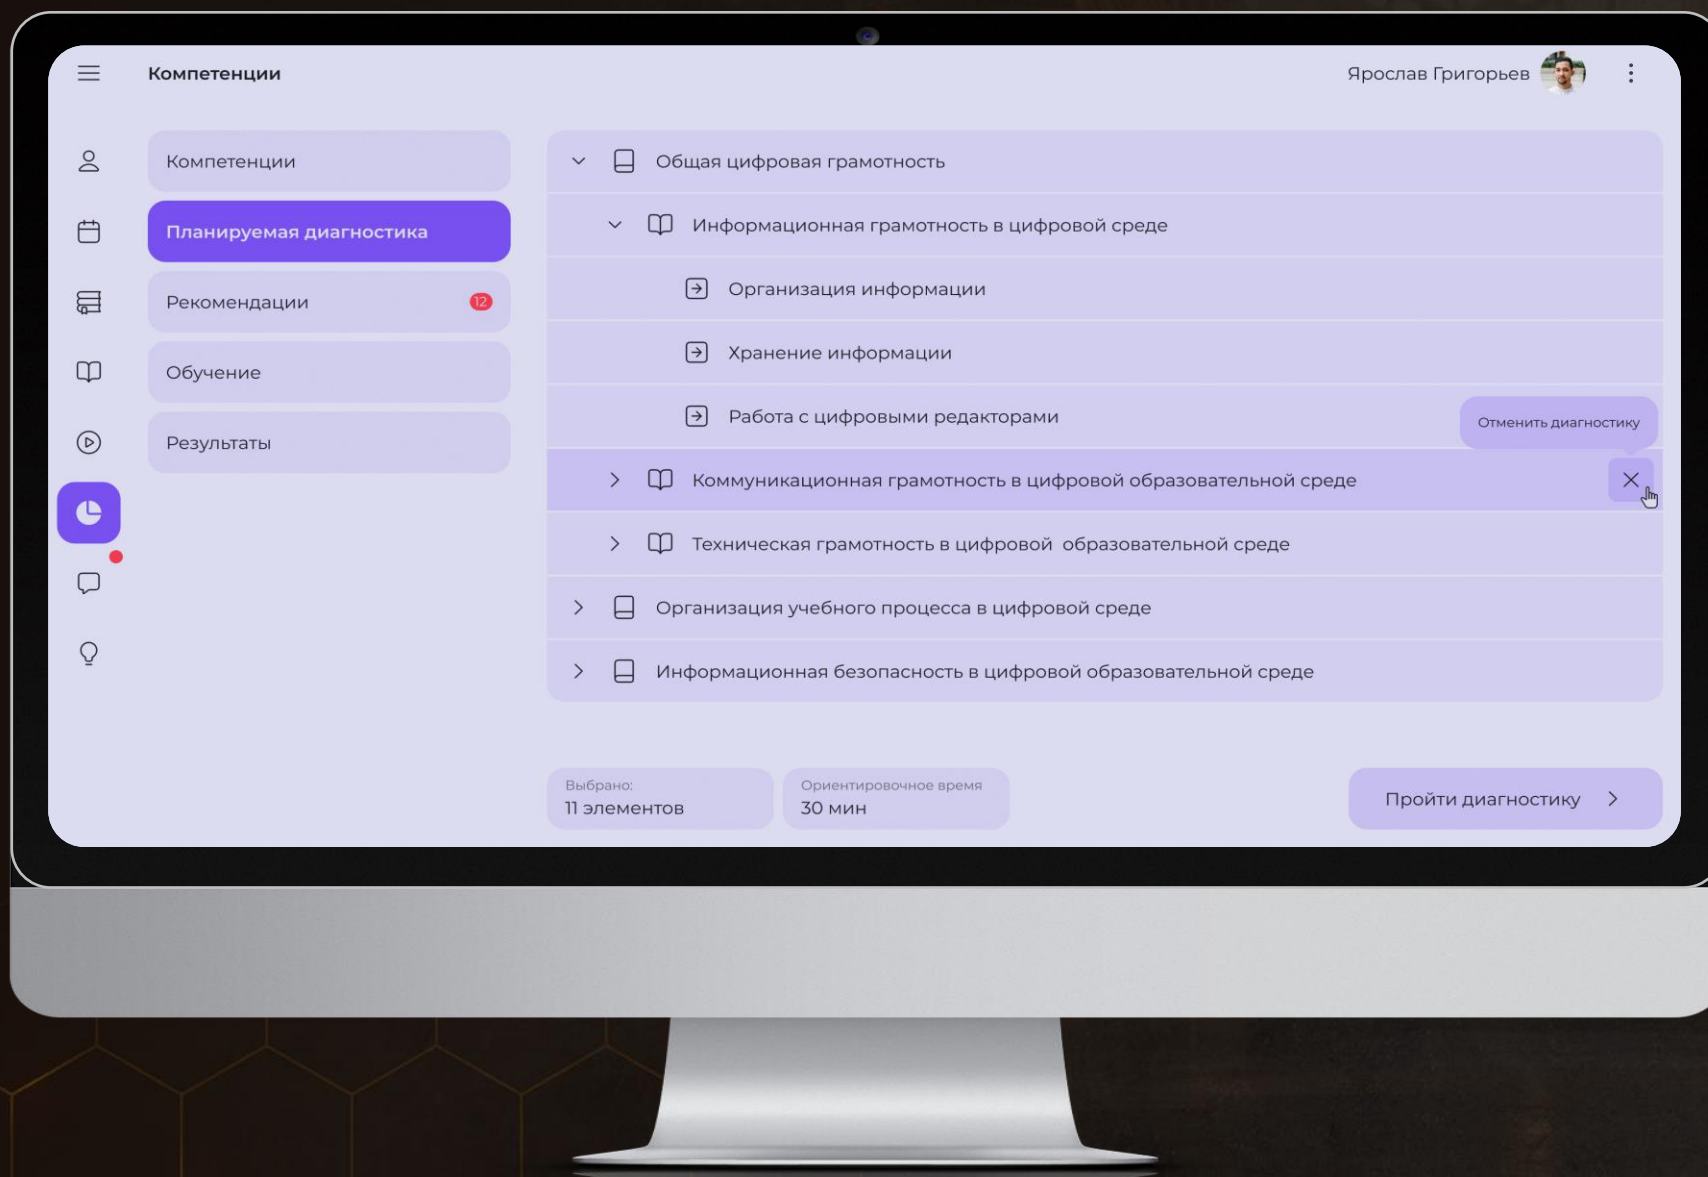 Компетенции
Ярослав Григорьев
Компетенции
Планируемая диагностика
Рекомендации 12
Обучение
Результаты
Общая цифровая грамотность
Информационная грамотность в цифровой среде
Организация информации
Хранение информации
Работа с цифровыми редакторами
Отменить диагностику
Коммуникационная грамотность в цифровой образовательной среде
Техническая грамотность в цифровой образовательной среде
Организация учебного процесса в цифровой среде
Информационная безопасность в цифровой образовательной среде
Выбрано:
11 элементов
Ориентировочное время
30 мин
Пройти диагностику